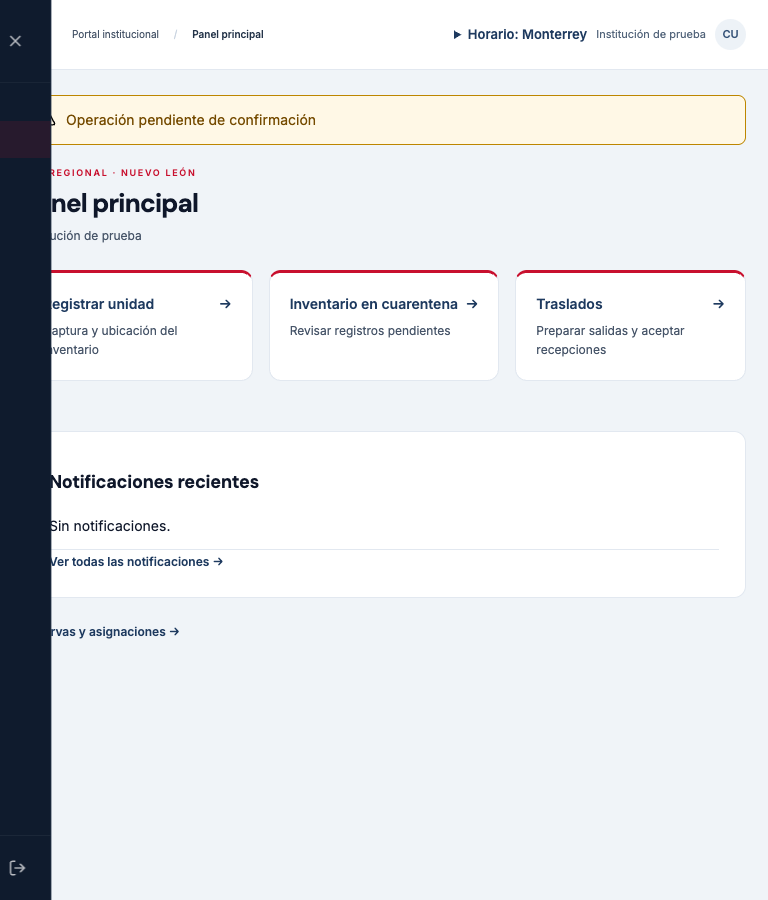 Portal institucional / Panel principal
Horario: Monterrey Institución de prueba CU
Operación pendiente de confirmación
REGIONAL · NUEVO LEÓN
nel principal
ución de prueba
egistrar unidad →
aptura y ubicación del
nventario
Inventario en cuarentena →
Revisar registros pendientes
Traslados →
Preparar salidas y aceptar
recepciones
Notificaciones recientes
Sin notificaciones.
Ver todas las notificaciones →
rvas y asignaciones →